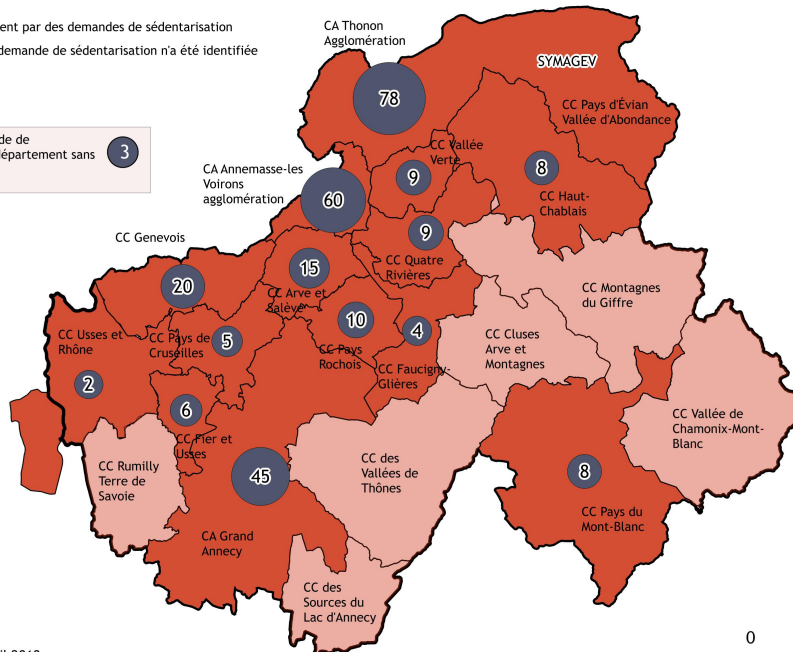 ent par des demandes de sédentarisation
demande de sédentarisation n'a été identifiée
de de
département sans
3
CA Thonon
Agglomération
78
SYMAGEV
CC Pays d'Évian
Vallée d'Abondance
CC Vallée
Verte
9
8
CC Haut-
Chablais
CA Annemasse-les
Voirons
agglomération
60
9
CC Quatre
Rivières
CC Genevois
20
15
CC Arve et
Salève
CC Montagnes
du Giffre
10
CC Pays
Rochois
4
CC Faucigny-
Glières
CC Cluses
Arve et
Montagnes
CC Usses et
Rhône
2
CC Pays de
Cruseilles
5
6
CC Fier et
Usses
CC Vallée de
Chamonix-Mont-
Blanc
CC Rumilly
Terre de
Savoie
45
CA Grand
Annecy
CC des
Vallées de
Thônes
8
CC Pays du
Mont-Blanc
CC des
Sources du
Lac d'Annecy
0